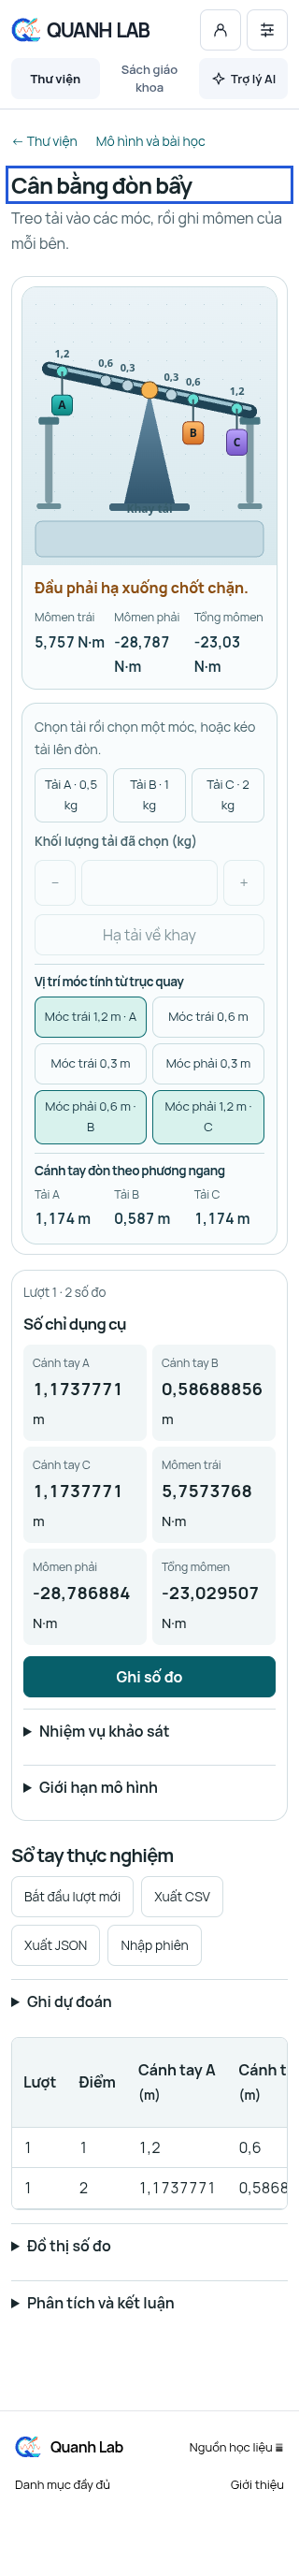 QUANH LAB
Thư viện
Sách giáo
khoa
Trợ lý AI
← Thư viện
Mô hình và bài học
Cân bằng đòn bẩy
Treo tải vào các móc, rồi ghi mômen của
mỗi bên.
1,2
0,6
0,3
0,3
0,6
1,2
A
B
C
Khay tải
Đầu phải hạ xuống chốt chặn.
Mômen trái
Mômen phải
Tổng mômen
5,757 N·m
-28,787
N·m
-23,03
N·m
Chọn tải rồi chọn một móc, hoặc kéo
tải lên đòn.
Tải A · 0,5
kg
Tải B · 1
kg
Tải C · 2
kg
Khối lượng tải đã chọn (kg)
−
+
Hạ tải về khay
Vị trí móc tính từ trục quay
Móc trái 1,2 m · A
Móc trái 0,6 m
Móc trái 0,3 m
Móc phải 0,3 m
Móc phải 0,6 m ·
B
Móc phải 1,2 m ·
C
Cánh tay đòn theo phương ngang
Tải A
Tải B
Tải C
1,174 m
0,587 m
1,174 m
Lượt 1 · 2 số đo
Số chỉ dụng cụ
Cánh tay A
1,1737771
m
Cánh tay B
0,58688856
m
Cánh tay C
1,1737771
m
Mômen trái
5,7573768
N·m
Mômen phải
-28,786884
N·m
Tổng mômen
-23,029507
N·m
Ghi số đo
Nhiệm vụ khảo sát
Giới hạn mô hình
Sổ tay thực nghiệm
Bắt đầu lượt mới
Xuất CSV
Xuất JSON
Nhập phiên
Ghi dự đoán
Lượt
Điểm
Cánh tay A
(m)
Cánh t
(m)
1
1
1,2
0,6
1
2
1,1737771
0,5868
Đồ thị số đo
Phân tích và kết luận
Quanh Lab
Nguồn học liệu
Danh mục đầy đủ
Giới thiệu